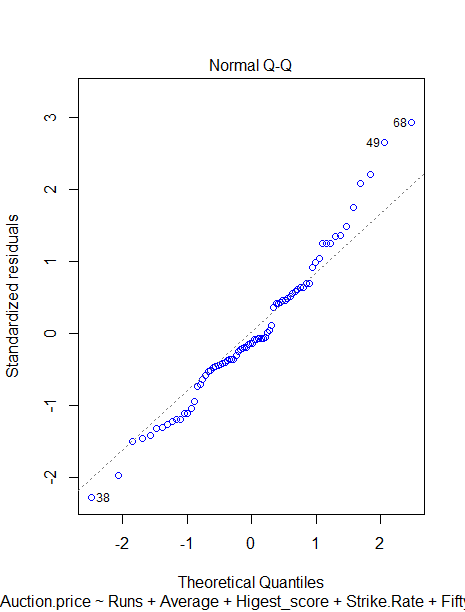 Normal Q-Q
Standardized residuals
3
2
1
0
-1
-2
68
49
38
-2 -1 0 1 2
Theoretical Quantiles
Auction.price ~ Runs + Average + Higest_score + Strike.Rate + Fift